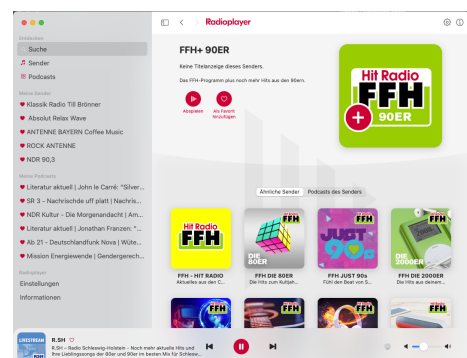 Radioplayer
Entdecken
Suche
Sender
Podcasts
Meine Sender
Klassik Radio Till Brönner
Absolut Relax Wave
ANTENNE BAYERN Coffee Music
ROCK ANTENNE
NDR 90,3
Meine Podcasts
Literatur aktuell | John le Carré: "Silver...
SR 3 - Nachrischde uff platt | Nachris...
NDR Kultur - Die Morgenandacht | Am...
Literatur aktuell | Jonathan Franzen: "...
Ab 21 - Deutschlandfunk Nova | Wüte...
Mission Energiewende | Gendergerech...
Radioplayer
Einstellungen
Informationen
FFH+ 90ER
Keine Titelanzeige dieses Senders.
Das FFH-Programm plus noch mehr Hits aus den 90ern.
Abspielen
Als Favorit
hinzufügen
Hit Radio
FFH
+ 90ER
Ähnliche Sender
Podcasts des Senders
Hit Radio
FFH
FFH - HIT RADIO
Aktuelles aus den C...
FFH
DIE
80ER
FFH DIE 80ER
Die Hits zum Kultjah...
FFH
JUST
90s
FFH JUST 90s
Fühl den Beat von S...
FFH
DIE
2000ER
FFH DIE 2000ER
Die Hits aus deinem...
FFH
FFH
FFH
FFH
LIVESTREAM
R.SH
R.SH
R.SH - Radio Schleswig-Holstein - Noch mehr aktuelle Hits und
Ihre Lieblingssongs der 80er und 90er im besten Mix für Schlesw...